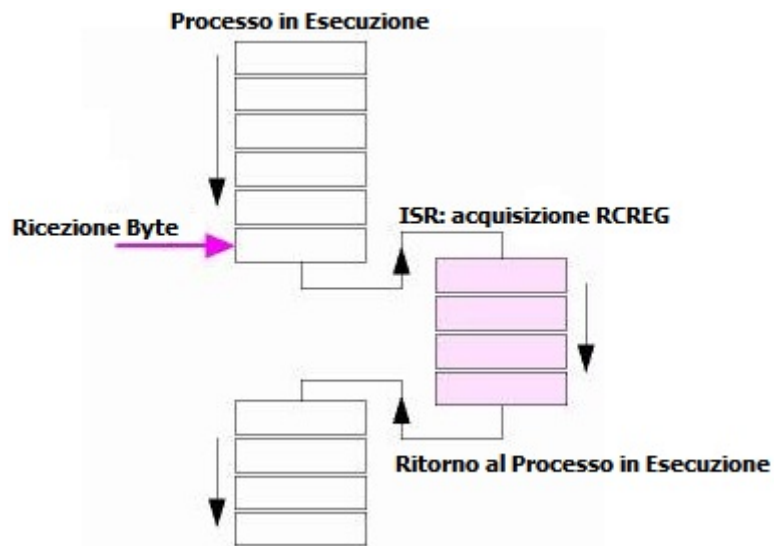 Processo in Esecuzione
ISR: acquisizione RCREG
Ricezione Byte
Ritorno al Processo in Esecuzione